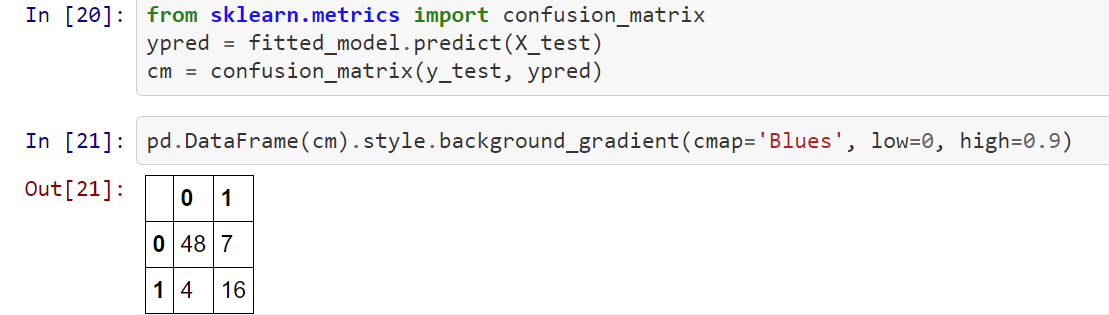 In [20]: from sklearn.metrics import confusion_matrix
ypred = fitted_model.predict(X_test)
cm = confusion_matrix(y_test, ypred)
In [21]: pd.DataFrame(cm).style.background_gradient(cmap='Blues', low=0, high=0.9)
Out[21]:
0 1
0 48 7
1 4 16